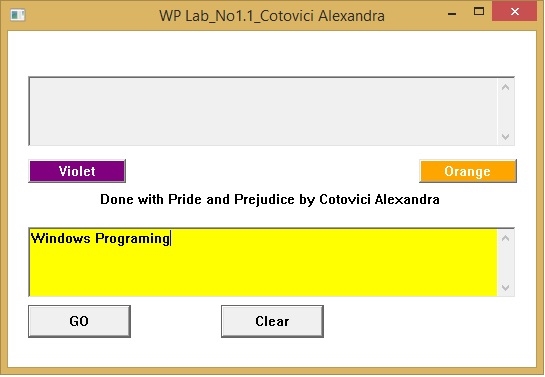 WP Lab_No1.1_Cotovici Alexandra
Violet
Orange
Done with Pride and Prejudice by Cotovici Alexandra
Windows Programing
GO
Clear